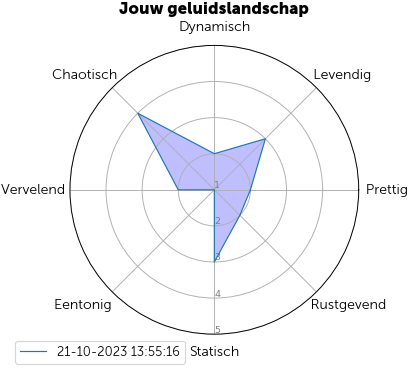 Jouw geluidslandschap
Dynamisch
Chaotisch
Levendig
Vervelend
1
Prettig
2
3
Eentonig
4
Rustgevend
5
21-10-2023 13:55:16
Statisch